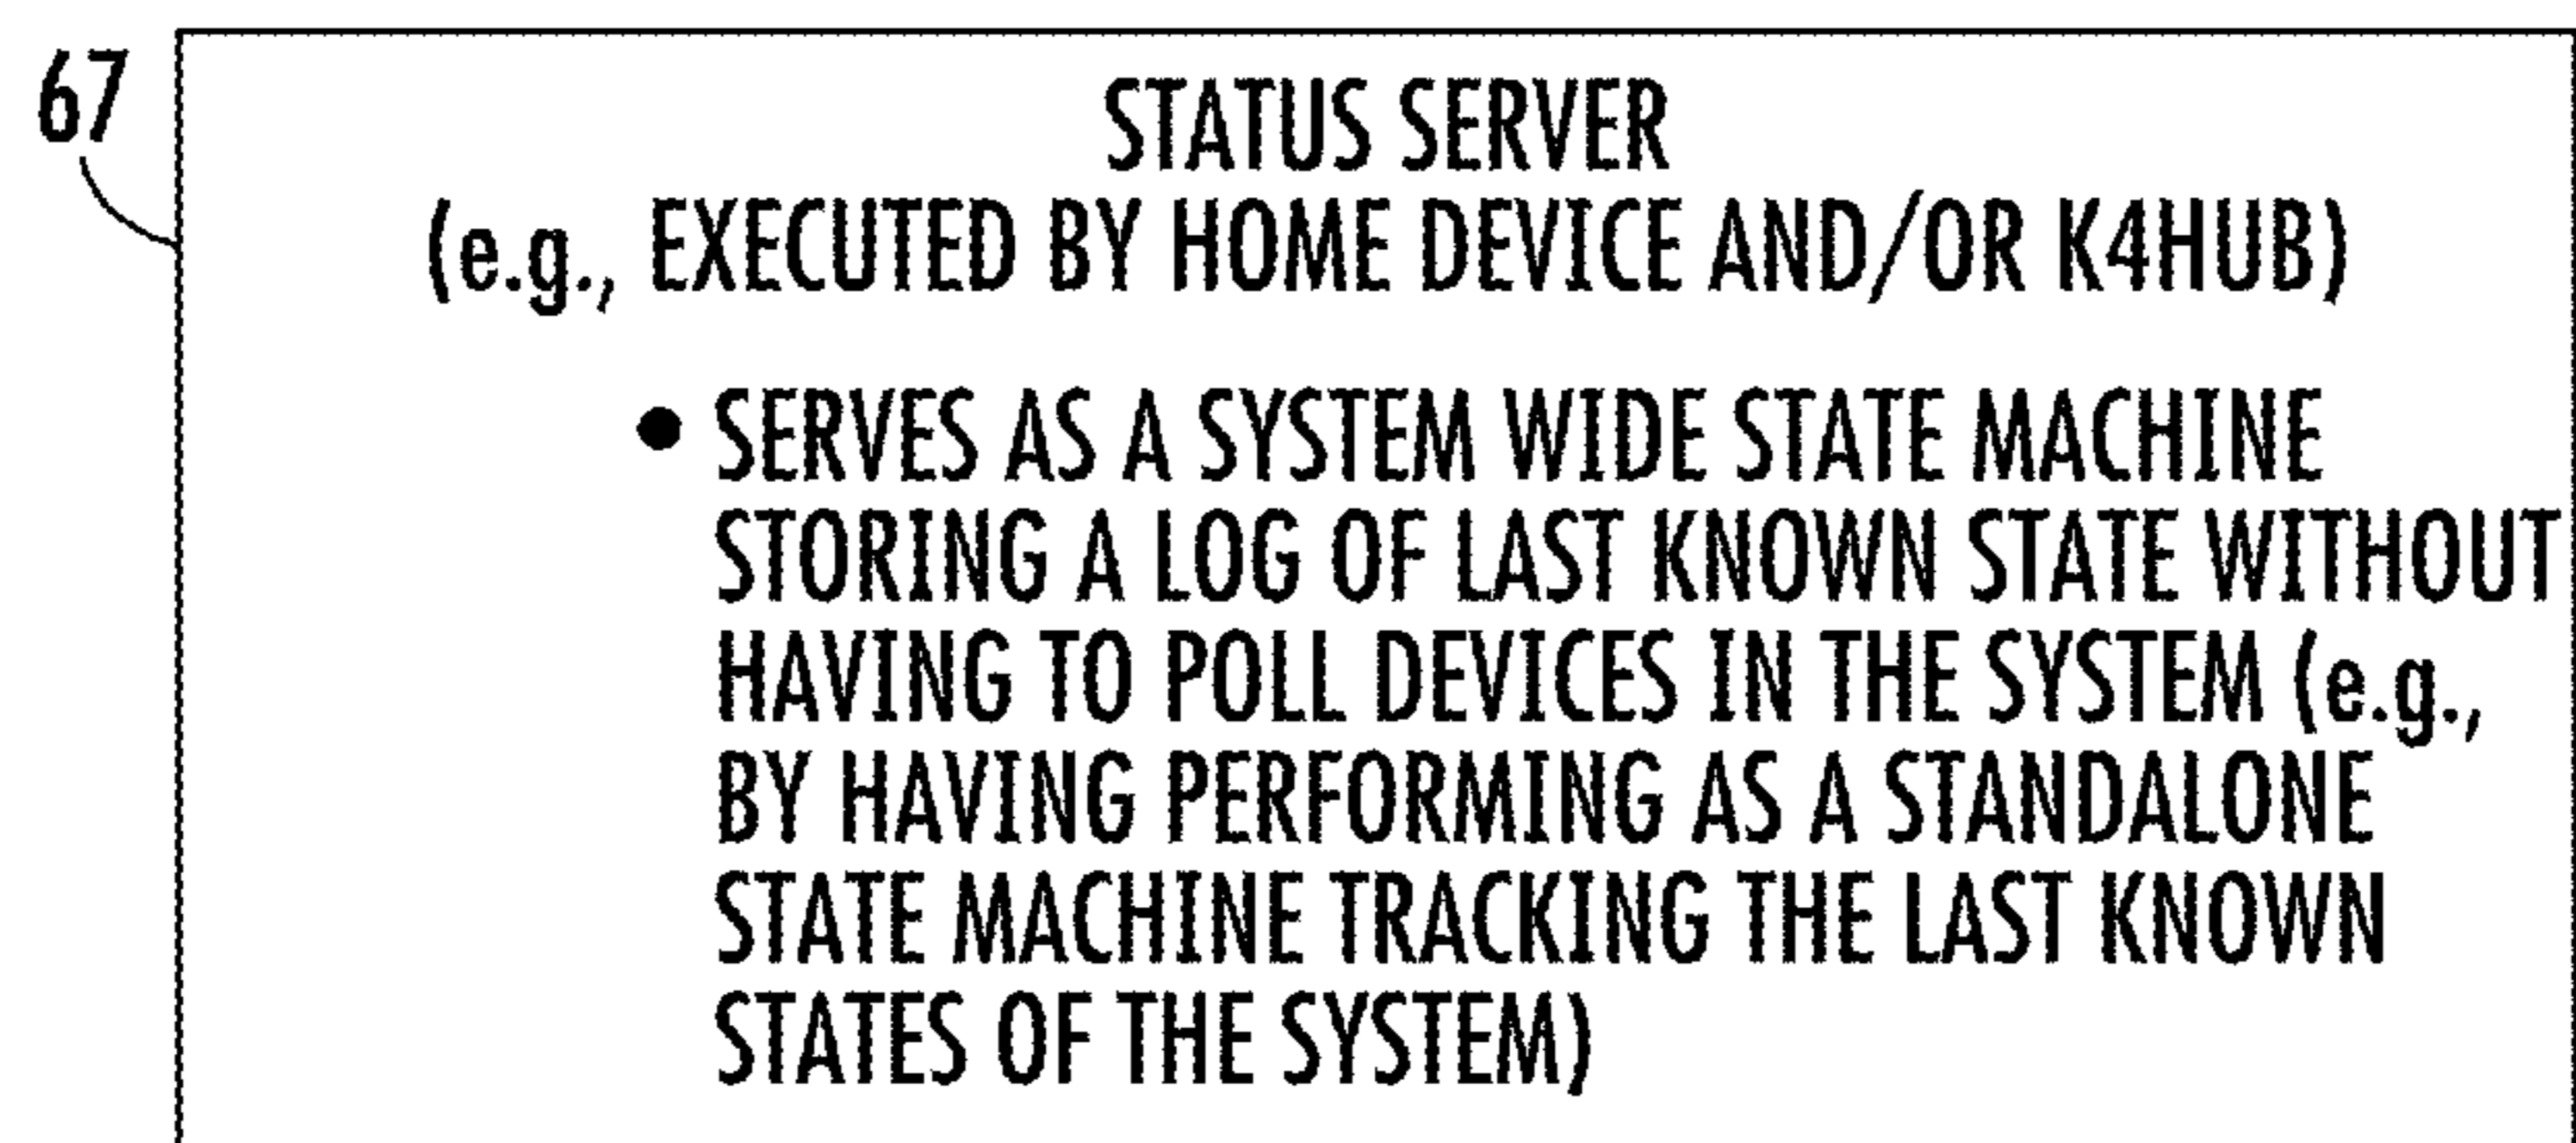 67
STATUS SERVER
(e.g., EXECUTED BY HOME DEVICE AND/OR K4HUB)
• SERVES AS A SYSTEM WIDE STATE MACHINE
STORING A LOG OF LAST KNOWN STATE WITHOUT
HAVING TO POLL DEVICES IN THE SYSTEM (e.g.,
BY HAVING PERFORMING AS A STANDALONE
STATE MACHINE TRACKING THE LAST KNOWN
STATES OF THE SYSTEM)